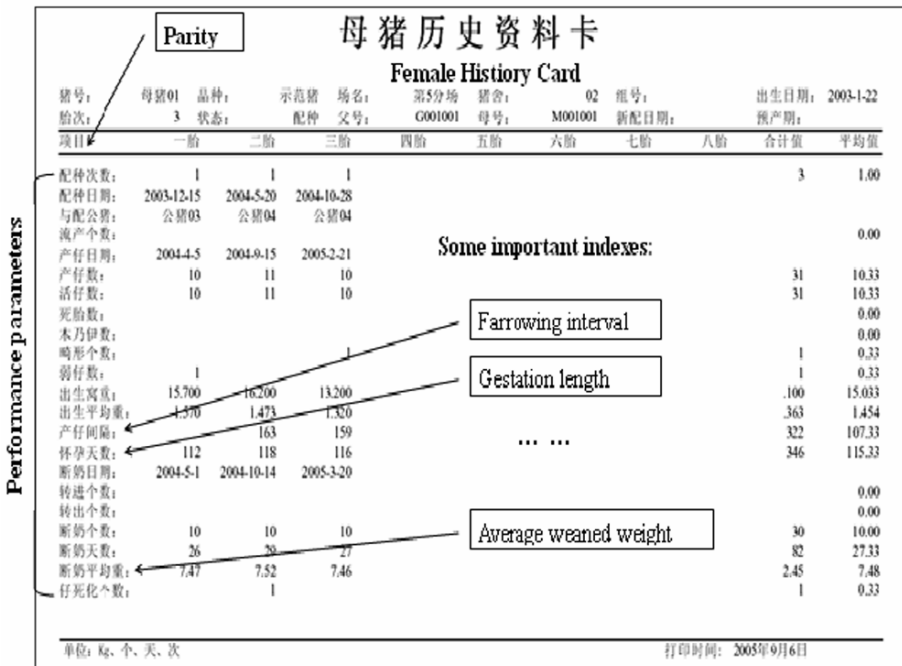 Parity
母猪历史资料卡
Female Histiory Card
猪号: 母猪01 品种: 示范猪 场名: 第5分场 猪舍: 02 组号: 出生日期: 2003-1-22
胎次: 3 状态: 配种 父号: G001001 母号: M001001 新配日期: 预产期:
项目 一胎 二胎 三胎 四胎 五胎 六胎 七胎 八胎 合计值 平均值
配种次数: 1 1 1 3 1.00
配种日期: 2003-12-15 2004-5-20 2004-10-28
与配公猪: 公猪03 公猪04 公猪04
流产个数: 0.00
产仔日期: 2004-4-5 2004-9-15 2005-2-21
Some important indexes:
产仔数: 10 11 10 31 10.33
活仔数: 10 11 10 31 10.33
死胎数: 0.00
Farrowing interval
木乃伊数: 0.00
畸形个数: 1 1 0.33
弱仔数: 1 1 0.33
Gestation length
出生窝重: 15.700 16.200 13.200 .100 15.033
出生平均重: 1.570 1.473 1.320 .363 1.454
产仔间隔: 163 159 322 107.33
... ...
怀孕天数: 112 118 116 346 115.33
断奶日期: 2004-5-1 2004-10-14 2005-3-20
转进个数: 0.00
转出个数: 0.00
断奶个数: 10 10 10 30 10.00
Average weaned weight
断奶天数: 26 29 27 82 27.33
断奶平均重: 7.47 7.52 7.46 2.45 7.48
仔死化个数: 1 1 0.33
Performance parameters
单位: Kg、个、天、次 打印时间: 2005年9月6日